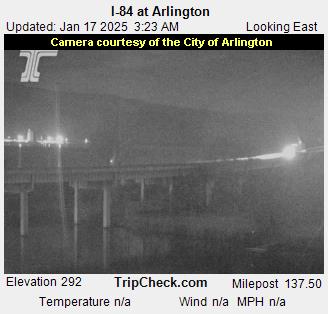 I-84 at Arlington
Updated: Jan 17 2025 3:23 AM Looking East
Camera courtesy of the City of Arlington
Elevation 292 TripCheck.com Milepost 137.50
Temperature n/a Wind n/a MPH n/a